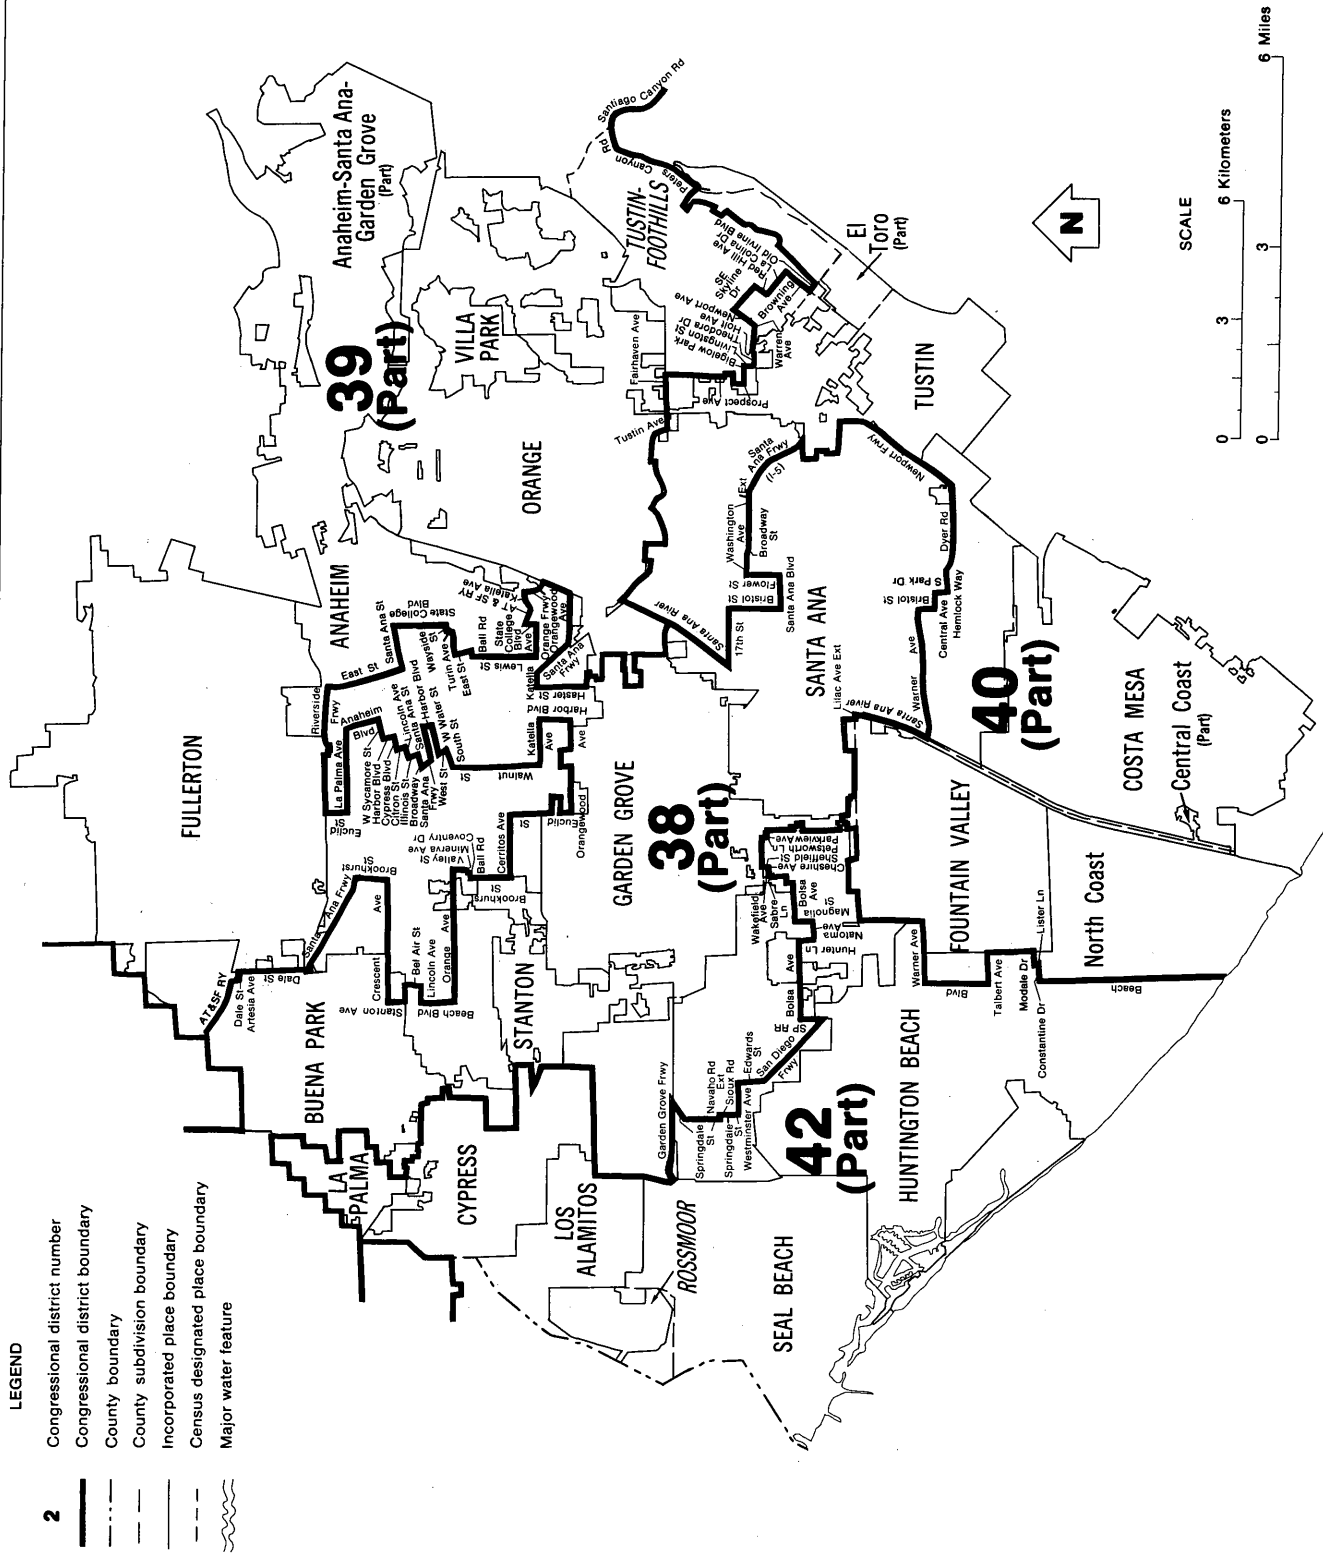 LEGEND
2 Congressional district number
Congressional district boundary
County boundary
County subdivision boundary
Incorporated place boundary
Census designated place boundary
Major water feature
FULLERTON
ANAHEIM
Anaheim-Santa Ana-
Garden Grove
(Part)
39
(Part)
VILLA
PARK
ORANGE
TUSTIN-
FOOTHILLS
Santiago Canyon Rd
Peters
Canyon
Rd
El
Toro
(Part)
TUSTIN
N
SCALE
0
3
6 Kilometers
0
3
6 Miles
BUENA PARK
LA
PALMA
CYPRESS
STANTON
LOS
ALAMITOS
ROSSMOOR
SEAL BEACH
GARDEN GROVE
38
(Part)
SANTA ANA
42
(Part)
HUNTINGTON BEACH
FOUNTAIN VALLEY
North Coast
40
(Part)
COSTA MESA
Central Coast
(Part)
AT&SF RY
Dale St
Artesia Ave
Dale St
Santa
Ana Frwy
Brookhurst
St
Crescent
Ave
Stanton Ave
Bel Air St
Lincoln Ave
Beach Blvd
Orange
Ave
Valley St
Minerva Ave
Coventry Dr
Ball Rd
Brookhurst
St
Cerritos Ave
Euclid
St
Orangewood
Ave
Katella
Ave
Harbor Blvd
Walnut
St
South St
W Water St
West St
Santa Ana
Frwy
Harbor Blvd
Santa Ana St
Broadway
Lincoln Ave
Illinois St
Citron St
Cypress Blvd
Harbor Blvd
W Sycamore St
Anaheim
Blvd
La Palma Ave
Euclid
St
Riverside
Frwy
East St
Santa Ana St
State College
Blvd
Wayside
St
Turin Ave
East St
Ball Rd
Lewis St
State
College
Blvd
Katella
Ave
AT & SF RY
Katella Ave
Orange Frwy
Orangewood
Ave
Santa Ana
Frwy
Haster St
Santa Ana River
17th St
Bristol St
Santa Ana Blvd
Flower St
Washington
Ave
Ext
Broadway
St
Santa
Ana Frwy
(I-5)
Tustin Ave
Fairhaven Ave
Prospect Ave
Bigelow Park
Livingston St
Theodora Dr
Holt Ave
Newport Ave
Warren
Ave
SE
Skyline
Dr
Red Hill Ave
La Colina Dr
Old Irvine Blvd
Browning
Ave
Newport Frwy
Dyer Rd
S Park Dr
Hemlock Way
Bristol St
Central Ave
Warner
Ave
Santa Ana River
Lilac Ave Ext
Parkview Ave
Petsworth Ln
Sheffield St
Cheshire Ave
Wakefield
Ave
Sabre
Ln
Bolsa
Ave
Magnolia
St
Natoma
Ave
Hunter Ln
Bolsa
Ave
SP RR
San Diego
Frwy
Edwards
St
Westminster Ave
Springdale
St
Sioux Rd
Navaho Rd
Ext
Springdale
St
Garden Grove Frwy
Warner Ave
Beach
Blvd
Talbert Ave
Modale Dr
Constantine Dr
Lister Ln